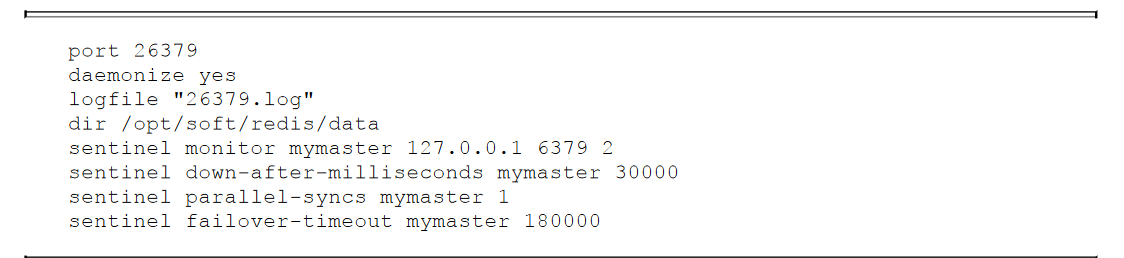 port 26379
daemonize yes
logfile "26379.log"
dir /opt/soft/redis/data
sentinel monitor mymaster 127.0.0.1 6379 2
sentinel down-after-milliseconds mymaster 30000
sentinel parallel-syncs mymaster 1
sentinel failover-timeout mymaster 180000